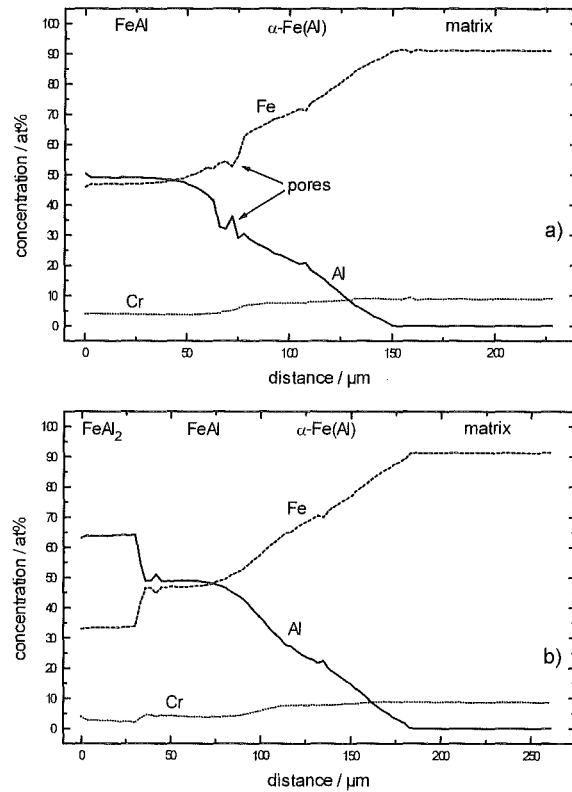 FeAl α-Fe(Al) matrix
100
90
80
70
60
50
40
30
20
10
0
concentration / at%
Fe
pores
Al
Cr
a)
0 50 100 150 200
distance / μm
FeAl₂ FeAl α-Fe(Al) matrix
100
90
80
70
60
50
40
30
20
10
0
concentration / at%
Fe
Al
Cr
b)
0 50 100 150 200 250
distance / μm